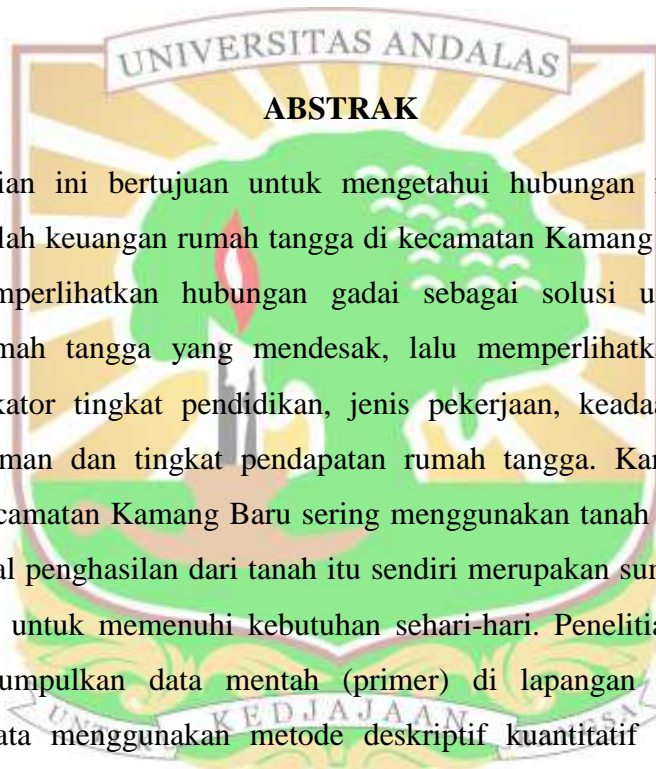 UNIVERSITAS ANDALAS
ABSTRAK
ian ini bertujuan untuk mengetahui hubungan
lah keuangan rumah tangga di kecamatan Kamang
mperlihatkan hubungan gadai sebagai solusi u
mah tangga yang mendesak, lalu memperlihatk
kator tingkat pendidikan, jenis pekerjaan, keada
man dan tingkat pendapatan rumah tangga. Kar
camatan Kamang Baru sering menggunakan tanah
al penghasilan dari tanah itu sendiri merupakan sun
untuk memenuhi kebutuhan sehari-hari. Penelitia
umpulkan data mentah (primer) di lapangan
ata menggunakan metode deskriptif kuantitatif
KEDJAJAAN